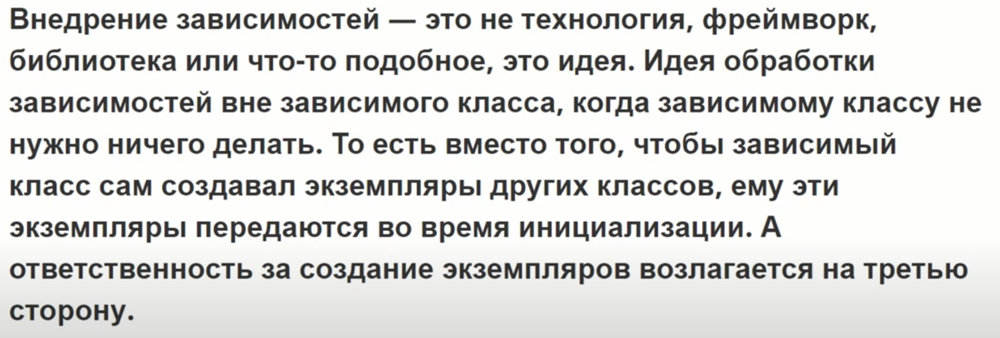 Внедрение зависимостей — это не технология, фреймворк,
библиотека или что-то подобное, это идея. Идея обработки
зависимостей вне зависимого класса, когда зависимому классу не
нужно ничего делать. То есть вместо того, чтобы зависимый
класс сам создавал экземпляры других классов, ему эти
экземпляры передаются во время инициализации. А
ответственность за создание экземпляров возлагается на третью
сторону.